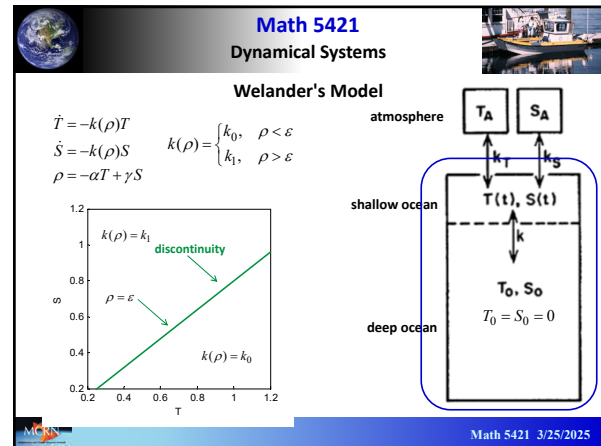 Math 5421
Dynamical Systems
Welander's Model
Ṫ = −k(ρ)T
Ṡ = −k(ρ)S
ρ = −αT + γS
k(ρ) = { k₀, ρ < ε
k₁, ρ > ε
atmosphere
T_A S_A
k_T k_S
shallow ocean
T(t), S(t)
k
T₀, S₀
T₀ = S₀ = 0
deep ocean
1.2
1
0.8
0.6
0.4
0.2
S
k(ρ) = k₁
discontinuity
ρ = ε
k(ρ) = k₀
0.2 0.4 0.6 0.8 1 1.2
T
MCRN
Math 5421 3/25/2025